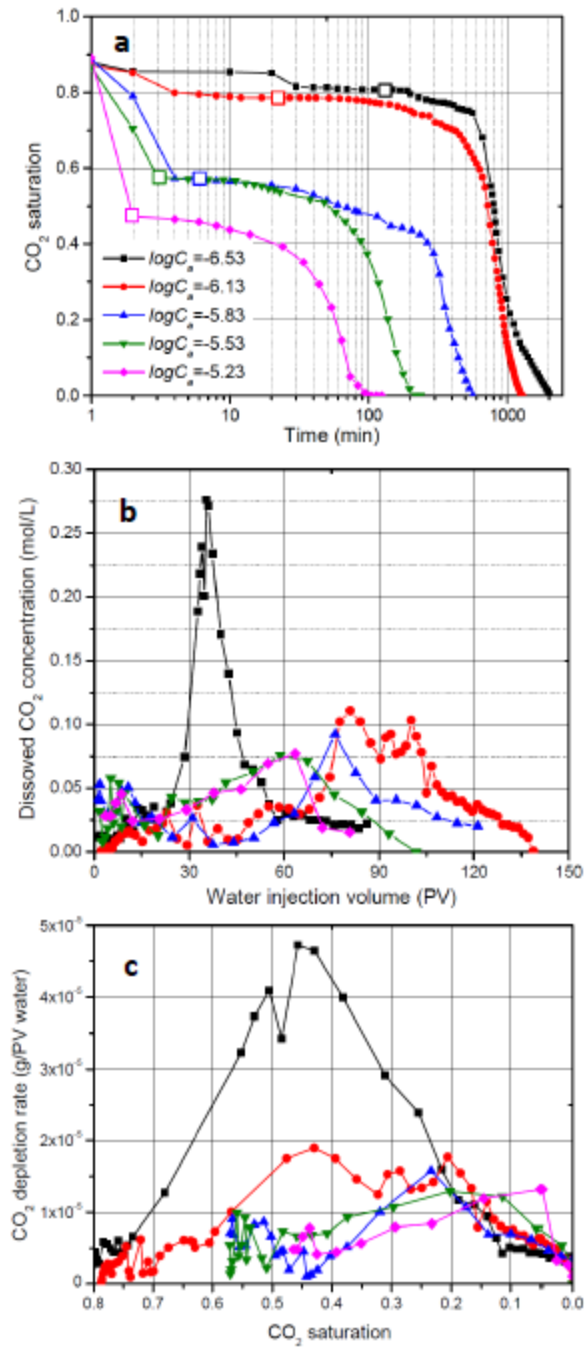 a
1.0
0.8
0.6
0.4
0.2
0.0
CO2 saturation
logCa=-6.53
logCa=-6.13
logCa=-5.83
logCa=-5.53
logCa=-5.23
1 10 100 1000
Time (min)
b
0.30
0.25
0.20
0.15
0.10
0.05
0.00
Dissoved CO2 concentration (mol/L)
0 30 60 90 120 150
Water injection volume (PV)
c
5x10-5
4x10-5
3x10-5
2x10-5
1x10-5
0
CO2 depletion rate (g/PV water)
0.8 0.7 0.6 0.5 0.4 0.3 0.2 0.1 0.0
CO2 saturation